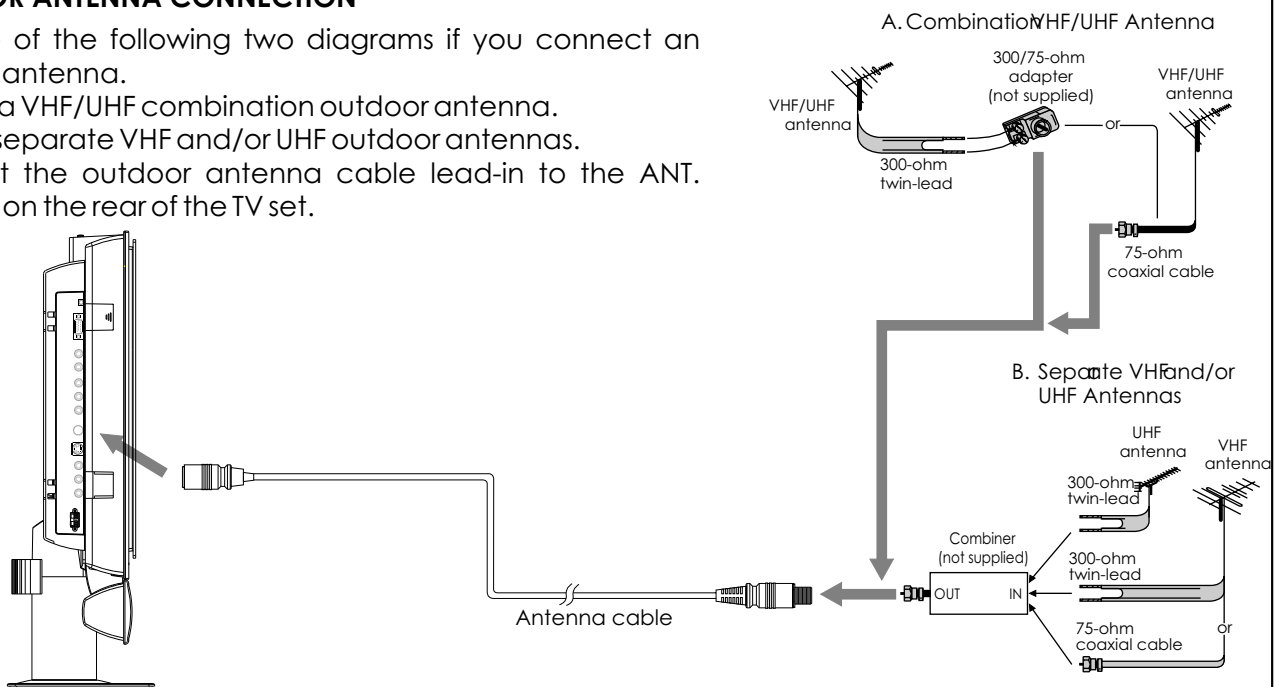 OR ANTENNA CONNECTION
of the following two diagrams if you connect an
antenna.
a VHF/UHF combination outdoor antenna.
separate VHF and/or UHF outdoor antennas.
t the outdoor antenna cable lead-in to the ANT.
on the rear of the TV set.
A. Combination VHF/UHF Antenna
300/75-ohm
adapter
(not supplied)
VHF/UHF
antenna
VHF/UHF
antenna
or
300-ohm
twin-lead
75-ohm
coaxial cable
B. Separate VHF and/or
UHF Antennas
UHF
antenna
VHF
antenna
300-ohm
twin-lead
Combiner
(not supplied)
300-ohm
twin-lead
OUT
IN
75-ohm
coaxial cable
or
Antenna cable